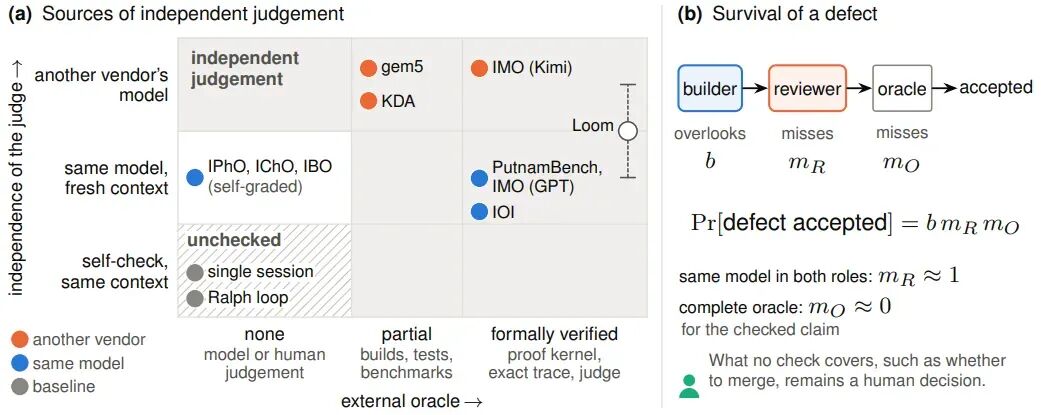 (a) Sources of independent judgement
independence of the judge →
another vendor's
model
same model,
fresh context
self-check,
same context
independent
judgement
gem5
KDA
IMO (Kimi)
Loom
IPhO, IChO, IBO
(self-graded)
PutnamBench,
IMO (GPT)
IOI
unchecked
single session
Ralph loop
another vendor
same model
baseline
none
model or human
judgement
partial
builds, tests,
benchmarks
formally verified
proof kernel,
exact trace, judge
external oracle →
(b) Survival of a defect
builder → reviewer → oracle → accepted
overlooks misses misses
b m_R m_O
Pr[defect accepted] = b m_R m_O
same model in both roles: m_R ≈ 1
complete oracle: m_O ≈ 0
for the checked claim
What no check covers, such as whether
to merge, remains a human decision.